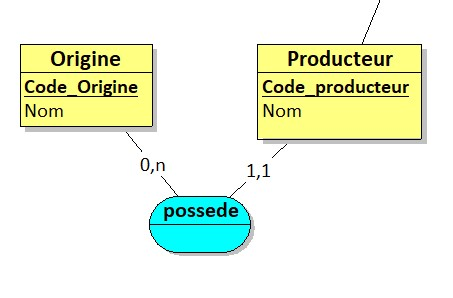 Origine
Code_Origine
Nom
Producteur
Code_producteur
Nom
0,n
1,1
possede